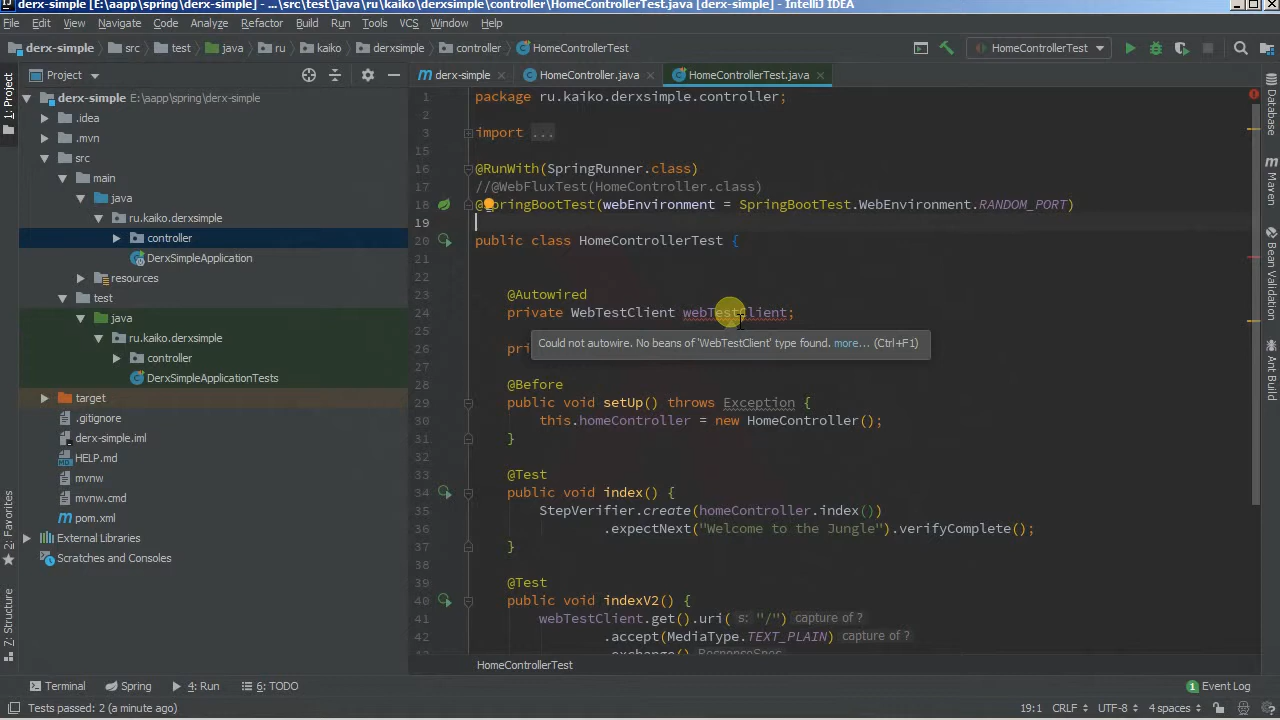 derx-simple [E:\aapp\spring\derx-simple] - ...\src\test\java\ru\kaiko\derxsimple\controller\HomeControllerTest.java [derx-simple] - IntelliJ IDEA
File Edit View Navigate Code Analyze Refactor Build Run Tools VCS Window Help
derx-simple src test java ru kaiko derxsimple controller HomeControllerTest HomeControllerTest
Project derx-simple HomeController.java HomeControllerTest.java
1: Project
derx-simple E:\aapp\spring\derx-simple
.idea
.mvn
src
main
java
ru.kaiko.derxsimple
controller
DerxSimpleApplication
resources
test
java
ru.kaiko.derxsimple
controller
DerxSimpleApplicationTests
target
.gitignore
derx-simple.iml
HELP.md
mvnw
mvnw.cmd
pom.xml
External Libraries
Scratches and Consoles
2: Favorites
7: Structure
1 package ru.kaiko.derxsimple.controller;
2
3 import ...
15
16 @RunWith(SpringRunner.class)
17 //@WebFluxTest(HomeController.class)
18 @SpringBootTest(webEnvironment = SpringBootTest.WebEnvironment.RANDOM_PORT)
19
20 public class HomeControllerTest {
21
22
23 @Autowired
24 private WebTestClient webTestClient;
25
Could not autowire. No beans of 'WebTestClient' type found. more... (Ctrl+F1)
26 pri
27
28 @Before
29 public void setUp() throws Exception {
30 this.homeController = new HomeController();
31 }
32
33 @Test
34 public void index() {
35 StepVerifier.create(homeController.index())
36 .expectNext("Welcome to the Jungle").verifyComplete();
37 }
38
39 @Test
40 public void indexV2() {
41 webTestClient.get().uri( s: "/") capture of ?
42 .accept(MediaType.TEXT_PLAIN) capture of ?
43 .exchange() ResponseSpec
HomeControllerTest
Database
Maven
Bean Validation
Ant Build
Terminal Spring 4: Run 6: TODO 1 Event Log
Tests passed: 2 (a minute ago) 19:1 CRLF UTF-8 4 spaces